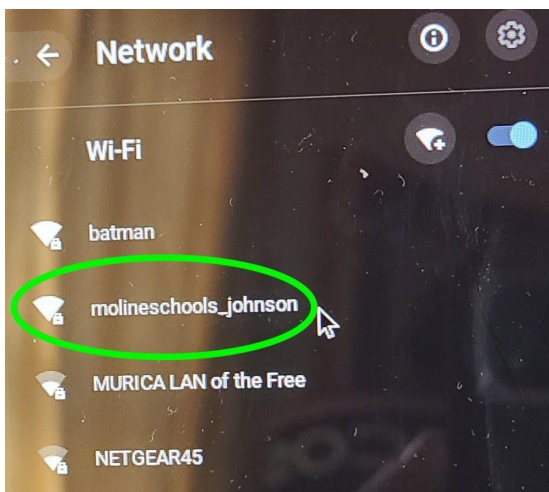 Network
Wi-Fi
batman
molineschools_johnson
MURICA LAN of the Free
NETGEAR45